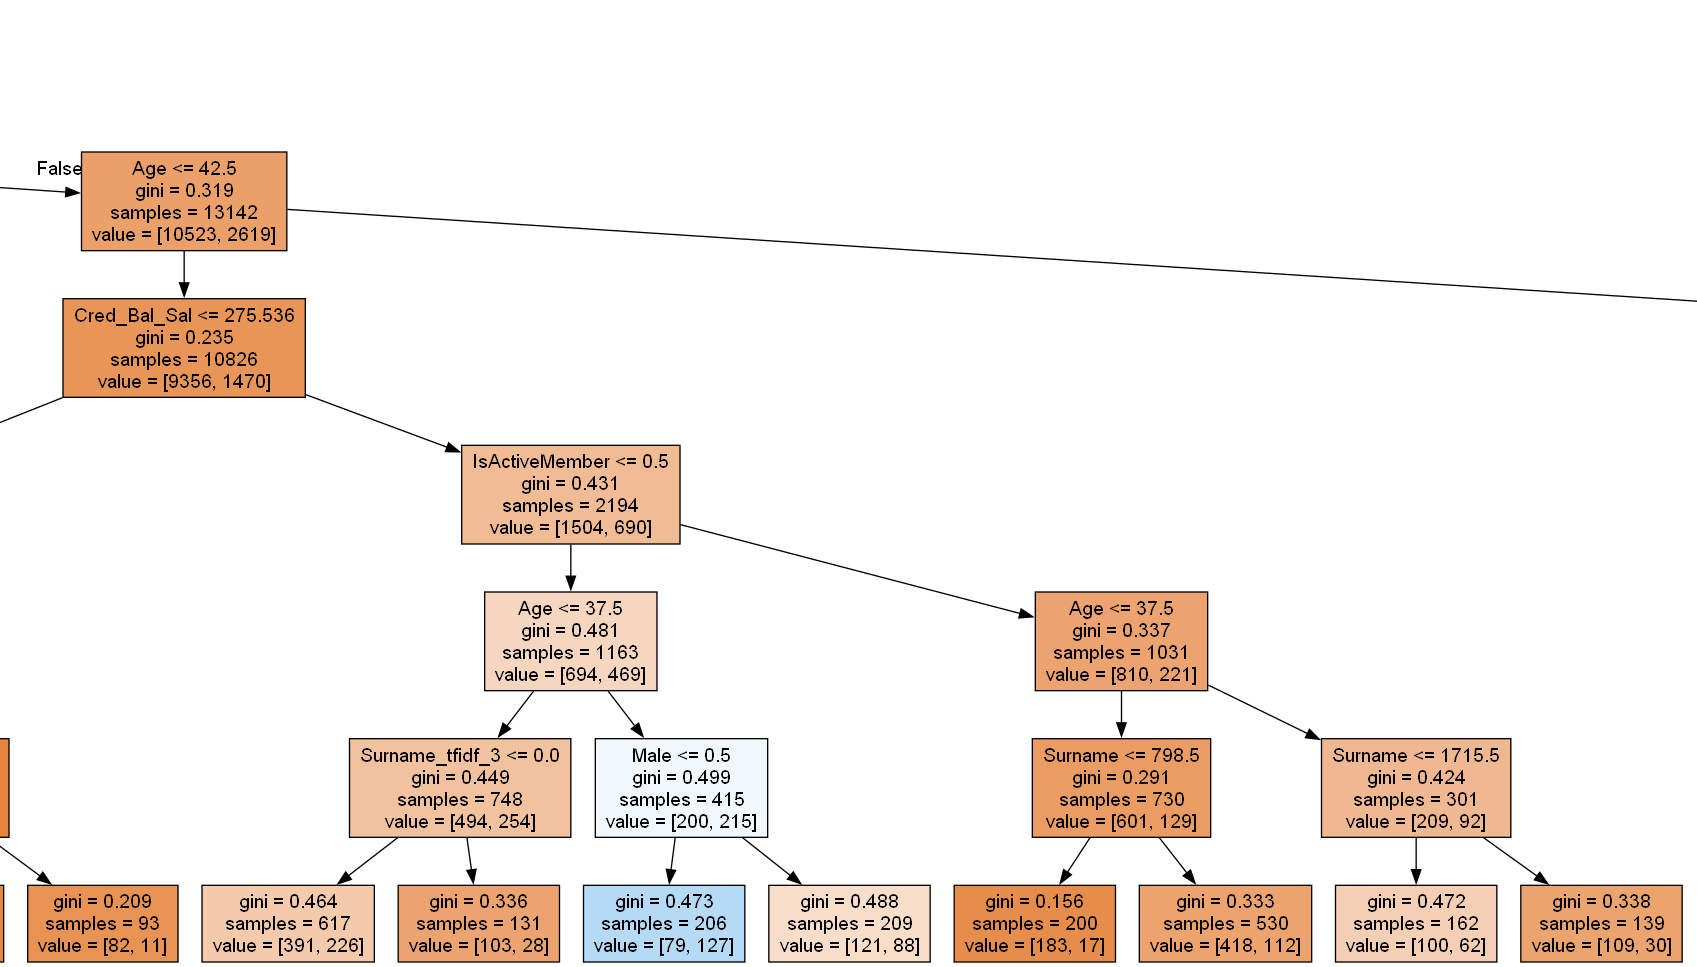 False
Age <= 42.5
gini = 0.319
samples = 13142
value = [10523, 2619]
Cred_Bal_Sal <= 275.536
gini = 0.235
samples = 10826
value = [9356, 1470]
IsActiveMember <= 0.5
gini = 0.431
samples = 2194
value = [1504, 690]
Age <= 37.5
gini = 0.481
samples = 1163
value = [694, 469]
Age <= 37.5
gini = 0.337
samples = 1031
value = [810, 221]
Surname_tfidf_3 <= 0.0
gini = 0.449
samples = 748
value = [494, 254]
Male <= 0.5
gini = 0.499
samples = 415
value = [200, 215]
Surname <= 798.5
gini = 0.291
samples = 730
value = [601, 129]
Surname <= 1715.5
gini = 0.424
samples = 301
value = [209, 92]
gini = 0.209
samples = 93
value = [82, 11]
gini = 0.464
samples = 617
value = [391, 226]
gini = 0.336
samples = 131
value = [103, 28]
gini = 0.473
samples = 206
value = [79, 127]
gini = 0.488
samples = 209
value = [121, 88]
gini = 0.156
samples = 200
value = [183, 17]
gini = 0.333
samples = 530
value = [418, 112]
gini = 0.472
samples = 162
value = [100, 62]
gini = 0.338
samples = 139
value = [109, 30]